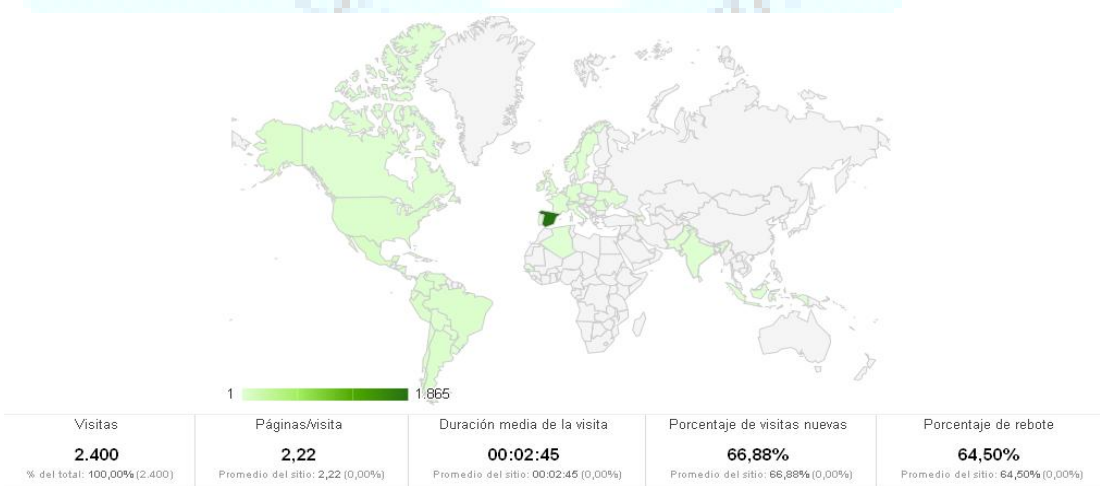 1 1.865
Visitas
2.400
% del total: 100,00% (2.400)
Páginas/visita
2,22
Promedio del sitio: 2,22 (0,00%)
Duración media de la visita
00:02:45
Promedio del sitio: 00:02:45 (0,00%)
Porcentaje de visitas nuevas
66,88%
Promedio del sitio: 66,88% (0,00%)
Porcentaje de rebote
64,50%
Promedio del sitio: 64,50% (0,00%)